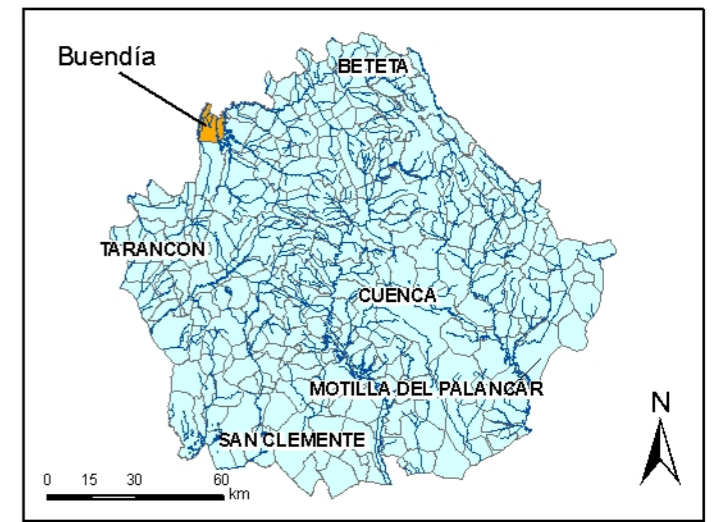 Buendía
BETETA
TARANCON
CUENCA
MOTILLA DEL PALANCAR
SAN CLEMENTE
N
0 15 30 60
km